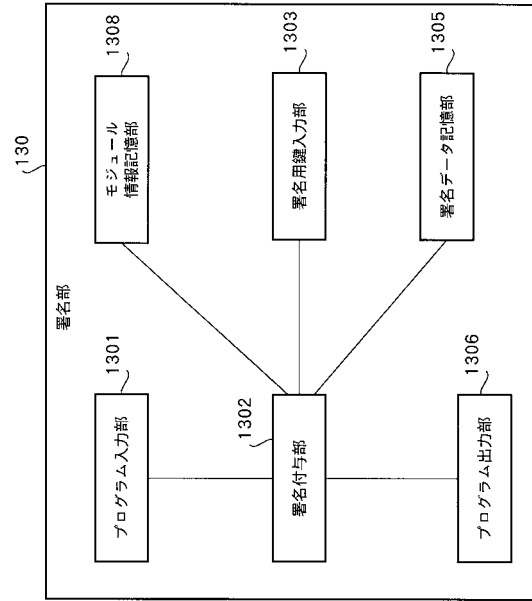 130
署名部
1301
プログラム入力部
1308
モジュール
情報記憶部
1302
署名付与部
1303
署名用鍵入力部
1306
プログラム出力部
1305
署名データ記憶部